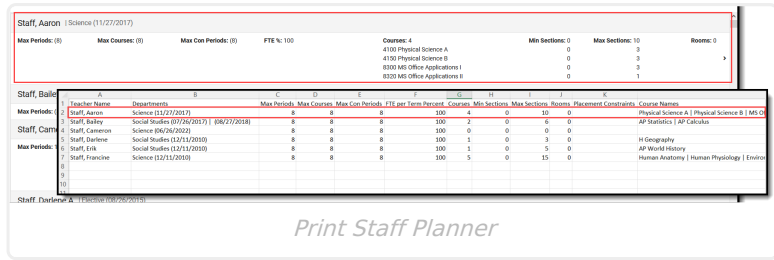 Staff, Aaron | Science (11/27/2017)
Max Periods: (8) Max Courses: (8) Max Con Periods: (8) FTE %: 100 Courses: 4 Min Sections: 0 Max Sections: 10 Rooms: 0
4100 Physical Science A 0 3
4150 Physical Science B 0 3
8300 MS Office Applications I 0 3
8320 MS Office Applications II 0 1
Staff, Baile
Max Periods: (
Staff, Came
Max Periods:
A B C D E F G H I J K
1 Teacher Name Departments Max Periods Max Courses Max Con Periods FTE per Term Percent Courses Min Sections Max Sections Rooms Placement Constraints Course Names
2 Staff, Aaron Science (11/27/2017) 8 8 8 100 4 0 10 0 Physical Science A | Physical Science B | MS Of
3 Staff, Bailey Social Studies (07/26/2017) | (08/27/2018) 8 8 8 100 2 0 6 0 AP Statistics | AP Calculus
4 Staff, Cameron Science (06/26/2022) 8 8 8 100 0 0 0 0
5 Staff, Darlene Social Studies (12/11/2010) 8 8 8 100 1 0 3 0 H Geography
6 Staff, Erik Social Studies (12/11/2010) 8 8 8 100 1 0 5 0 AP World History
7 Staff, Francine Science (12/11/2010) 8 8 8 100 5 0 15 0 Human Anatomy | Human Physiology | Enviro
8
9
10
Staff, Darlene A | Elective (08/26/2015)
Print Staff Planner